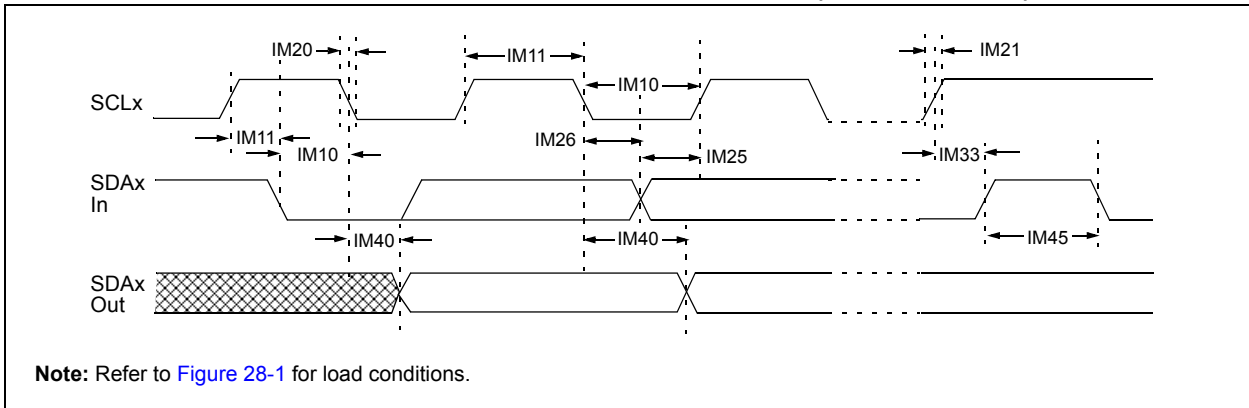 IM20
IM11
IM21
IM10
SCLx
IM11
IM26
IM10
IM25
IM33
SDAx
In
IM40
IM40
IM45
SDAx
Out
Note: Refer to Figure 28-1 for load conditions.